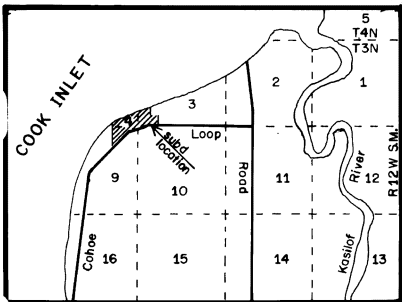 5
T4N
T3N
COOK INLET
2
1
3
4
Loop
subd
location
9
10
Road
11
River
12
R12W S.M.
Cohoe
16
15
14
Kasilof
13